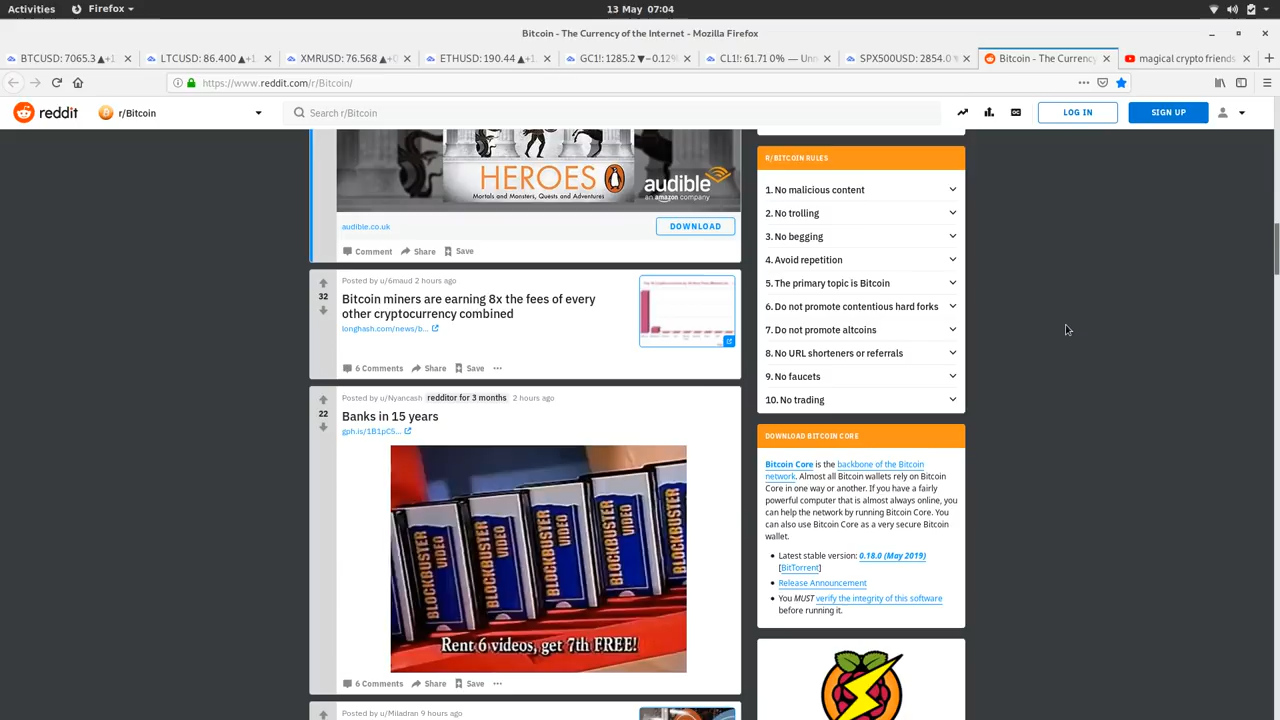 Activities Firefox 13 May 07:04
Bitcoin - The Currency of the Internet - Mozilla Firefox
BTCUSD: 7065.3 ▲+1 LTCUSD: 86.400 ▲+1 XMRUSD: 76.568 ▲+0 ETHUSD: 190.44 ▲+1. GC1!: 1285.2 ▼−0.12% CL1!: 61.71 0% — Unn SPX500USD: 2854.0 Bitcoin - The Currency magical crypto friends
https://www.reddit.com/r/Bitcoin/
reddit r/Bitcoin Search r/Bitcoin LOG IN SIGN UP
HEROES
Mortals and Monsters, Quests and Adventures
audible
an amazon company
audible.co.uk DOWNLOAD
Comment Share Save
Posted by u/6maud 2 hours ago
32
Bitcoin miners are earning 8x the fees of every
other cryptocurrency combined
longhash.com/news/b...
6 Comments Share Save
Posted by u/Nyancash redditor for 3 months 2 hours ago
22
Banks in 15 years
gph.is/1B1pC5...
BLOCKBUSTER VIDEO
BLOCKBUSTER VIDEO
BLOCKBUSTER VIDEO
BLOCKBUSTER VIDEO
BLOCKBUSTER
Rent 6 videos, get 7th FREE!
6 Comments Share Save
Posted by u/Miladran 9 hours ago
R/BITCOIN RULES
1. No malicious content
2. No trolling
3. No begging
4. Avoid repetition
5. The primary topic is Bitcoin
6. Do not promote contentious hard forks
7. Do not promote altcoins
8. No URL shorteners or referrals
9. No faucets
10. No trading
DOWNLOAD BITCOIN CORE
Bitcoin Core is the backbone of the Bitcoin
network. Almost all Bitcoin wallets rely on Bitcoin
Core in one way or another. If you have a fairly
powerful computer that is almost always online, you
can help the network by running Bitcoin Core. You
can also use Bitcoin Core as a very secure Bitcoin
wallet.
• Latest stable version: 0.18.0 (May 2019)
[BitTorrent]
• Release Announcement
• You MUST verify the integrity of this software
before running it.